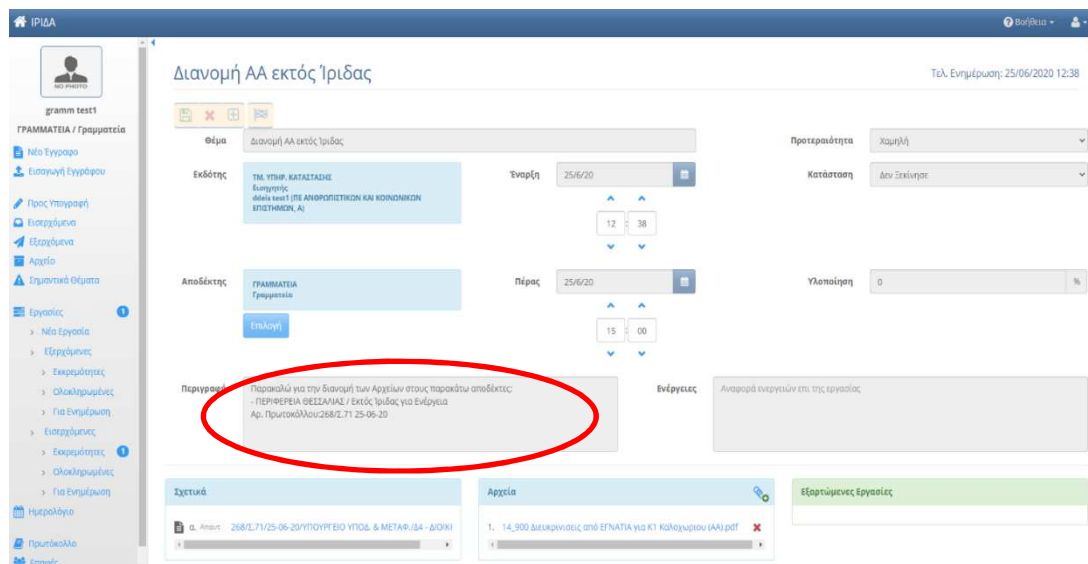 ΙΡΙΔΑ
Βοήθεια
NO PHOTO
gramm test1
ΓΡΑΜΜΑΤΕΙΑ / Γραμματεία
Νέο Έγγραφο
Εισαγωγή Εγγράφου
Προς Υπογραφή
Εισερχόμενα
Εξερχόμενα
Αρχείο
Σημαντικά Θέματα
Εργασίες 1
Νέα Εργασία
Εξερχόμενες
Εκκρεμότητες
Ολοκληρωμένες
Για Ενημέρωση
Εισερχόμενες
Εκκρεμότητες 1
Ολοκληρωμένες
Για Ενημέρωση
Ημερολόγιο
Πρωτόκολλο
Επαφές
Διανομή ΑΑ εκτός Ίριδας
Τελ. Ενημέρωση: 25/06/2020 12:38
Θέμα Διανομή ΑΑ εκτός Ίριδας
Προτεραιότητα Χαμηλή
Εκδότης
ΤΜ. ΥΠΗΡ. ΚΑΤΑΣΤΑΣΗΣ
Εισηγητής
ddeis test1 (ΠΕ ΑΝΘΡΩΠΙΣΤΙΚΩΝ ΚΑΙ ΚΟΙΝΩΝΙΚΩΝ
ΕΠΙΣΤΗΜΩΝ, Α)
Έναρξη 25/6/20
12 : 38
Κατάσταση Δεν Ξεκίνησε
Αποδέκτης
ΓΡΑΜΜΑΤΕΙΑ
Γραμματεία
Επιλογή
Πέρας 25/6/20
15 : 00
Υλοποίηση 0 %
Περιγραφή
Παρακαλώ για την διανομή των Αρχείων στους παρακάτω αποδέκτες:
- ΠΕΡΙΦΕΡΕΙΑ ΘΕΣΣΑΛΙΑΣ / Εκτός Ίριδας για Ενέργεια
Αρ. Πρωτοκόλλου:268/Σ.71 25-06-20
Ενέργειες Αναφορά ενεργειών επι της εργασίας
Σχετικά
α. Απαντ 268/Σ.71/25-06-20/ΥΠΟΥΡΓΕΙΟ ΥΠΟΔ. & ΜΕΤΑΦ./Δ4 - ΔΙΟΙΚΙ
Αρχεία
1. 14_900 Διευκρινισεις από ΕΓΝΑΤΙΑ για Κ1 Καλοχωριου (ΑΑ).pdf
Εξαρτώμενες Εργασίες